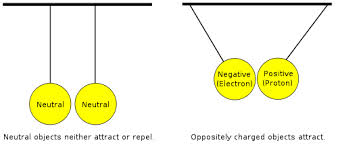 Neutral
Neutral
Neutral objects neither attract or repel.
Negative
(Electron)
Positive
(Proton)
Oppositely charged objects attract.